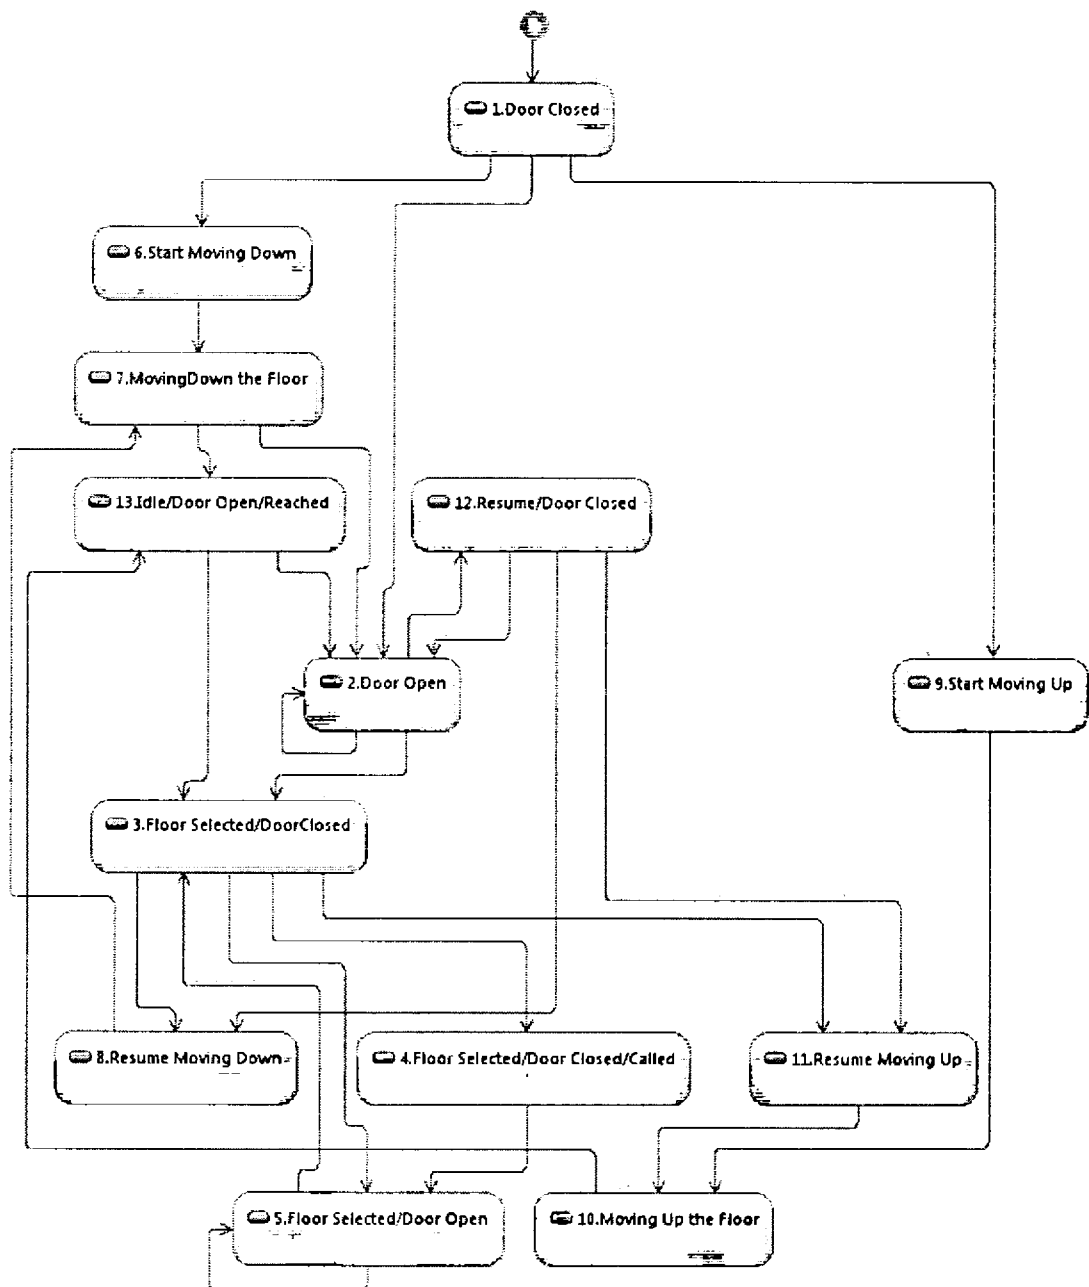 1.Door Closed
6.Start Moving Down
7.MovingDown the Floor
13.Idle/Door Open/Reached
12.Resume/Door Closed
2.Door Open
9.Start Moving Up
3.Floor Selected/DoorClosed
8.Resume Moving Down
4.Floor Selected/Door Closed/Called
11.Resume Moving Up
5.Floor Selected/Door Open
10.Moving Up the Floor